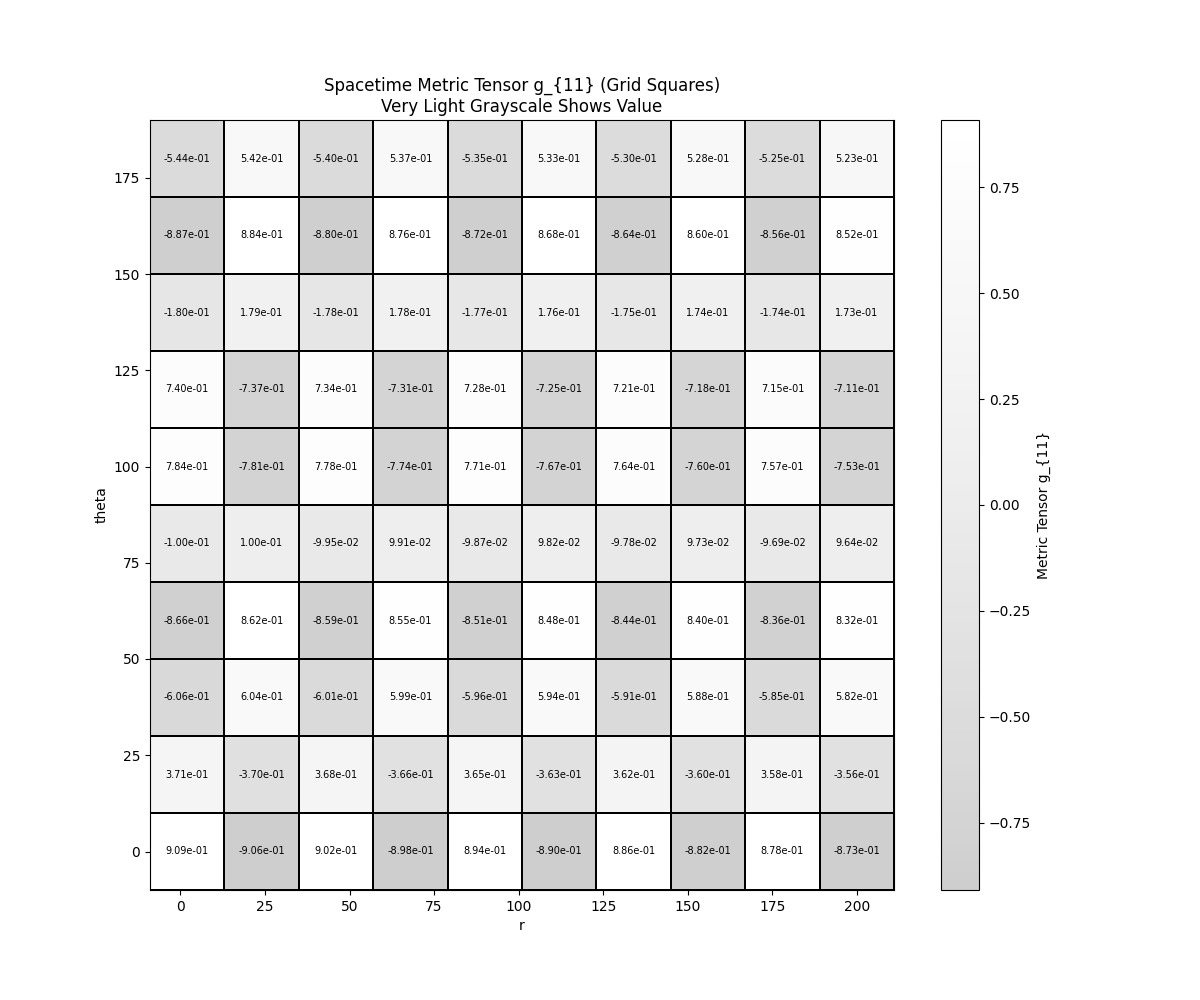 Spacetime Metric Tensor g_{11} (Grid Squares)
Very Light Grayscale Shows Value
-5.44e-01 5.42e-01 -5.40e-01 5.37e-01 -5.35e-01 5.33e-01 -5.30e-01 5.28e-01 -5.25e-01 5.23e-01
175
-8.87e-01 8.84e-01 -8.80e-01 8.76e-01 -8.72e-01 8.68e-01 -8.64e-01 8.60e-01 -8.56e-01 8.52e-01
150
-1.80e-01 1.79e-01 -1.78e-01 1.78e-01 -1.77e-01 1.76e-01 -1.75e-01 1.74e-01 -1.74e-01 1.73e-01
125
7.40e-01 -7.37e-01 7.34e-01 -7.31e-01 7.28e-01 -7.25e-01 7.21e-01 -7.18e-01 7.15e-01 -7.11e-01
100
7.84e-01 -7.81e-01 7.78e-01 -7.74e-01 7.71e-01 -7.67e-01 7.64e-01 -7.60e-01 7.57e-01 -7.53e-01
theta
-1.00e-01 1.00e-01 -9.95e-02 9.91e-02 -9.87e-02 9.82e-02 -9.78e-02 9.73e-02 -9.69e-02 9.64e-02
75
-8.66e-01 8.62e-01 -8.59e-01 8.55e-01 -8.51e-01 8.48e-01 -8.44e-01 8.40e-01 -8.36e-01 8.32e-01
50
-6.06e-01 6.04e-01 -6.01e-01 5.99e-01 -5.96e-01 5.94e-01 -5.91e-01 5.88e-01 -5.85e-01 5.82e-01
25
3.71e-01 -3.70e-01 3.68e-01 -3.66e-01 3.65e-01 -3.63e-01 3.62e-01 -3.60e-01 3.58e-01 -3.56e-01
0
9.09e-01 -9.06e-01 9.02e-01 -8.98e-01 8.94e-01 -8.90e-01 8.86e-01 -8.82e-01 8.78e-01 -8.73e-01
0 25 50 75 100 125 150 175 200
r
0.75
0.50
0.25
0.00
−0.25
−0.50
−0.75
Metric Tensor g_{11}